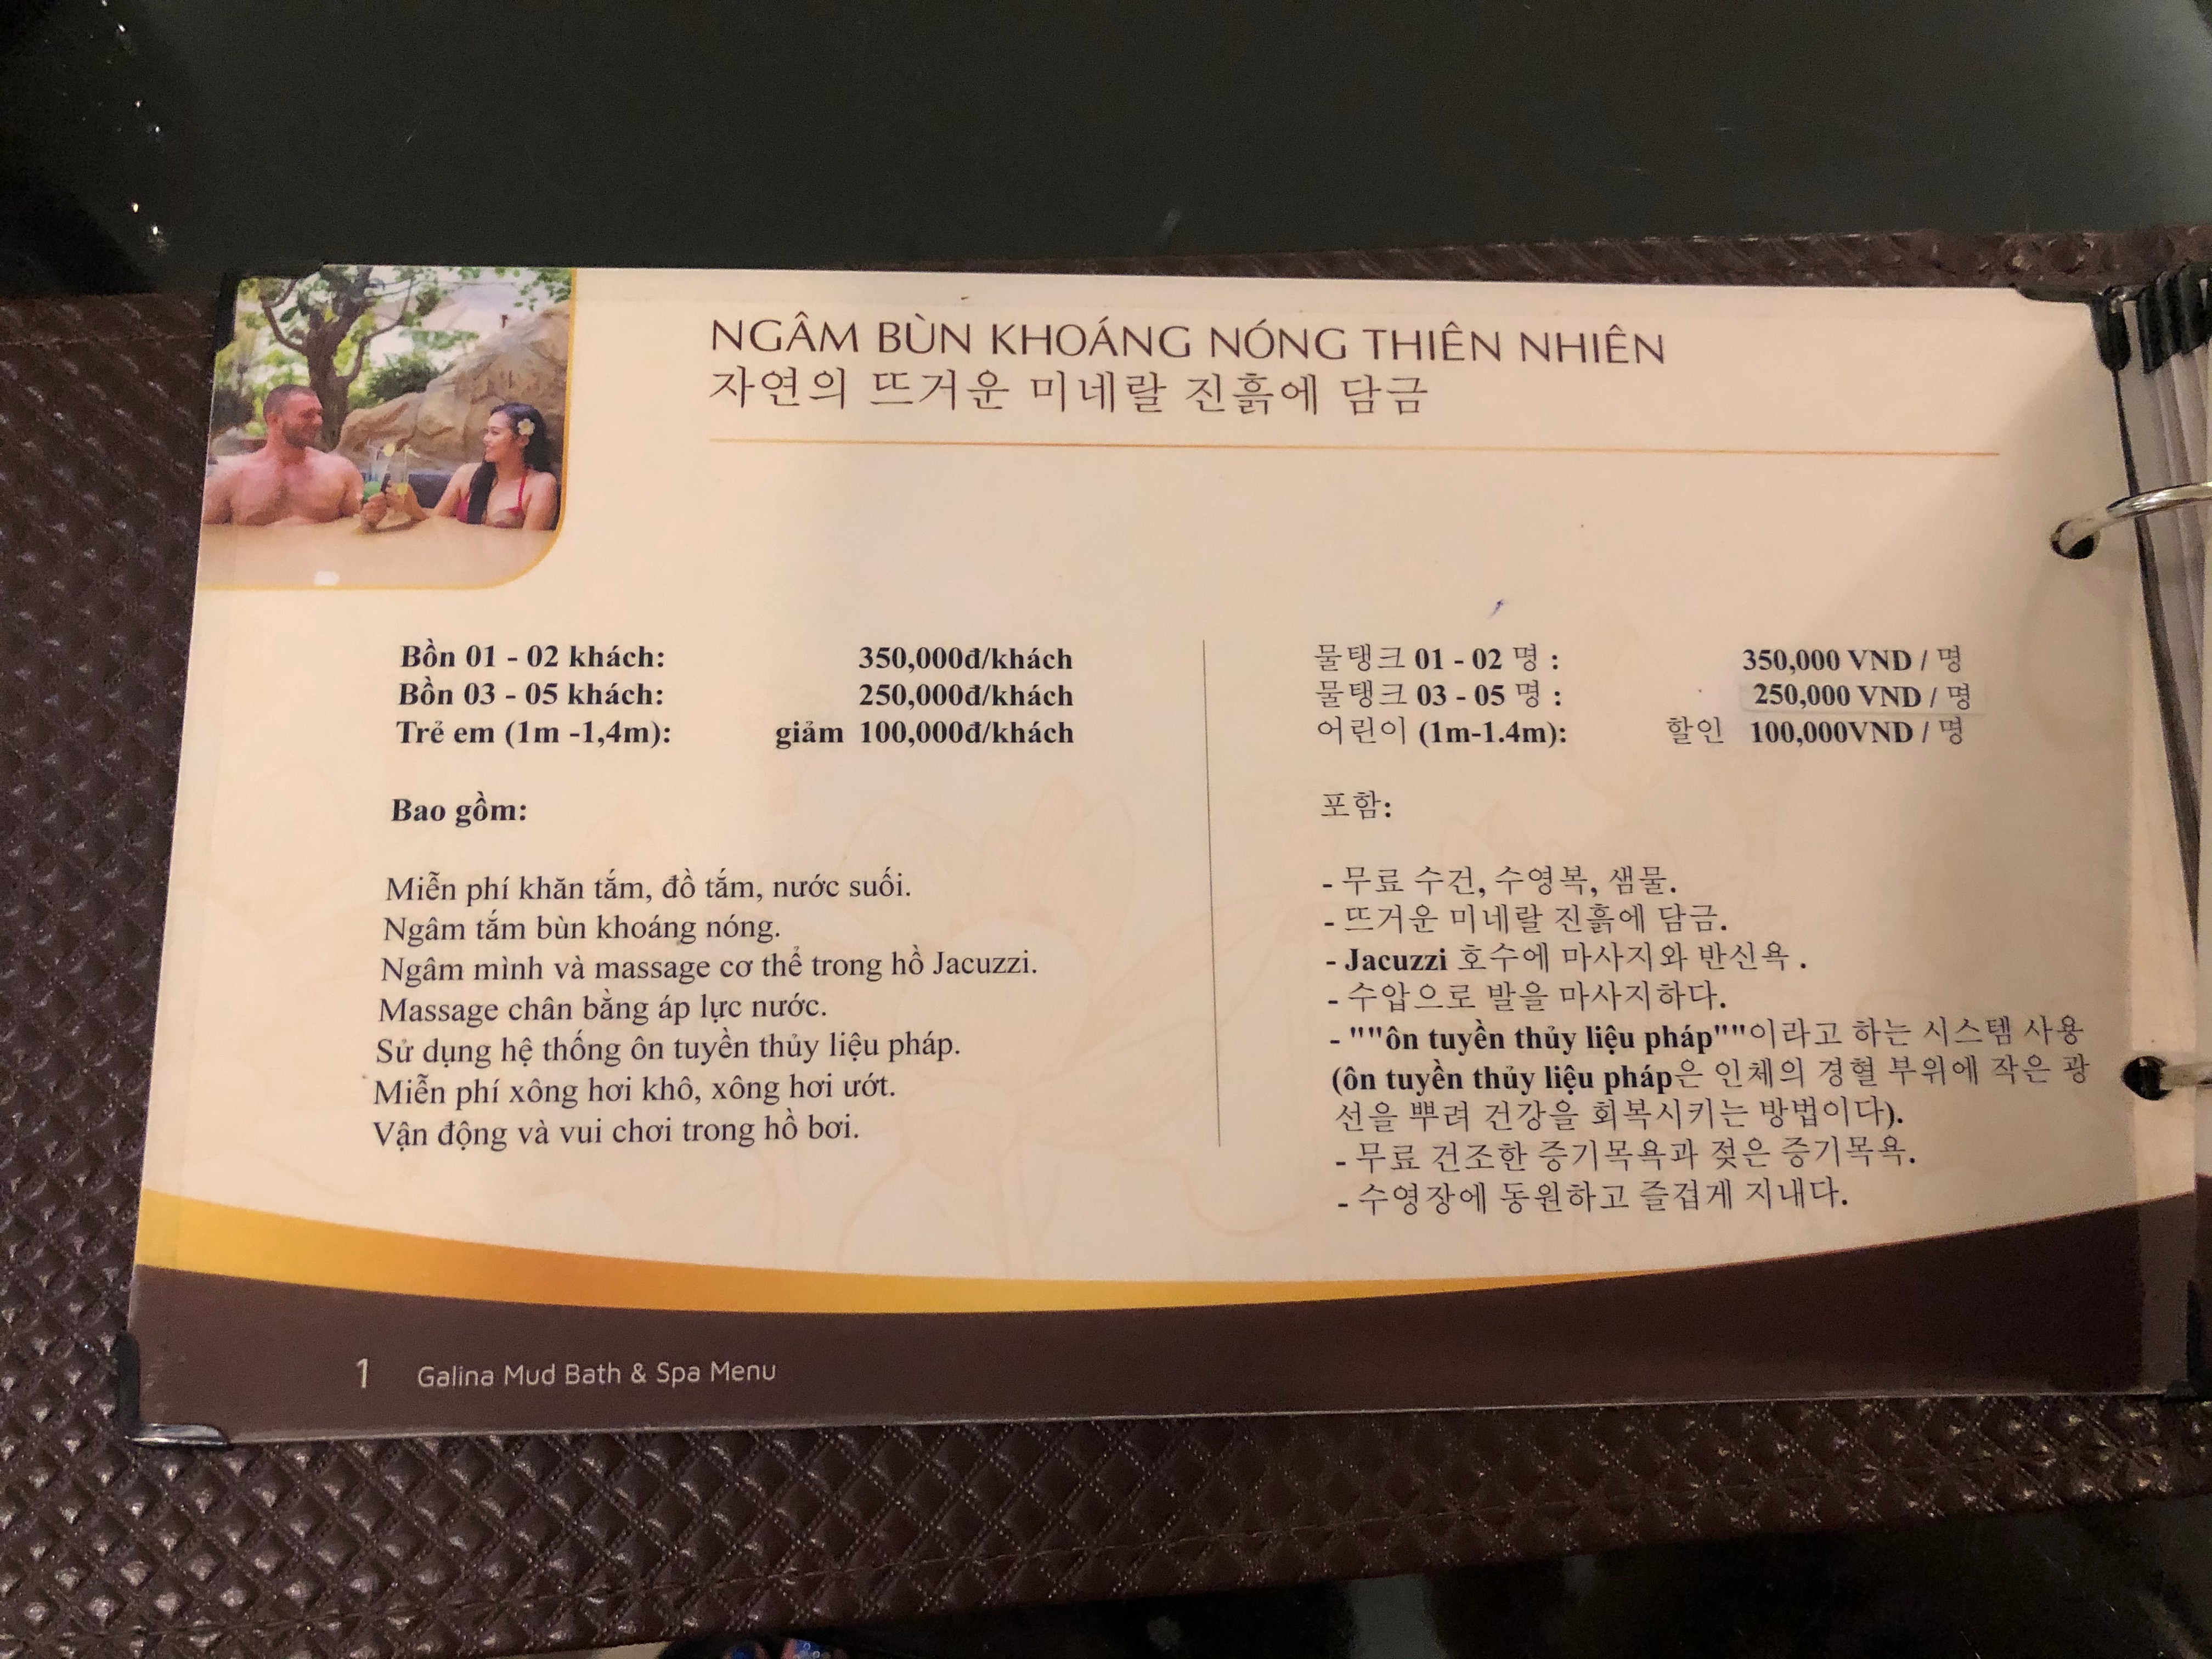 NGÂM BÙN KHOÁNG NÓNG THIÊN NHIÊN
자연의 뜨거운 미네랄 진흙에 담금
Bồn 01 - 02 khách: 350,000đ/khách
Bồn 03 - 05 khách: 250,000đ/khách
Trẻ em (1m -1,4m): giảm 100,000đ/khách
Bao gồm:
Miễn phí khăn tắm, đồ tắm, nước suối.
Ngâm tắm bùn khoáng nóng.
Ngâm mình và massage cơ thể trong hồ Jacuzzi.
Massage chân bằng áp lực nước.
Sử dụng hệ thống ôn tuyền thủy liệu pháp.
Miễn phí xông hơi khô, xông hơi ướt.
Vận động và vui chơi trong hồ bơi.
물탱크 01 - 02 명 : 350,000 VND / 명
물탱크 03 - 05 명 : 250,000 VND / 명
어린이 (1m-1.4m): 할인 100,000VND / 명
포함:
- 무료 수건, 수영복, 샘물.
- 뜨거운 미네랄 진흙에 담금.
- Jacuzzi 호수에 마사지와 반신욕 .
- 수압으로 발을 마사지하다.
- ""ôn tuyền thủy liệu pháp""이라고 하는 시스템 사용
(ôn tuyền thủy liệu pháp은 인체의 경혈 부위에 작은 광
선을 뿌려 건강을 회복시키는 방법이다).
- 무료 건조한 증기목욕과 젖은 증기목욕.
- 수영장에 동원하고 즐겁게 지내다.
1 Galina Mud Bath & Spa Menu